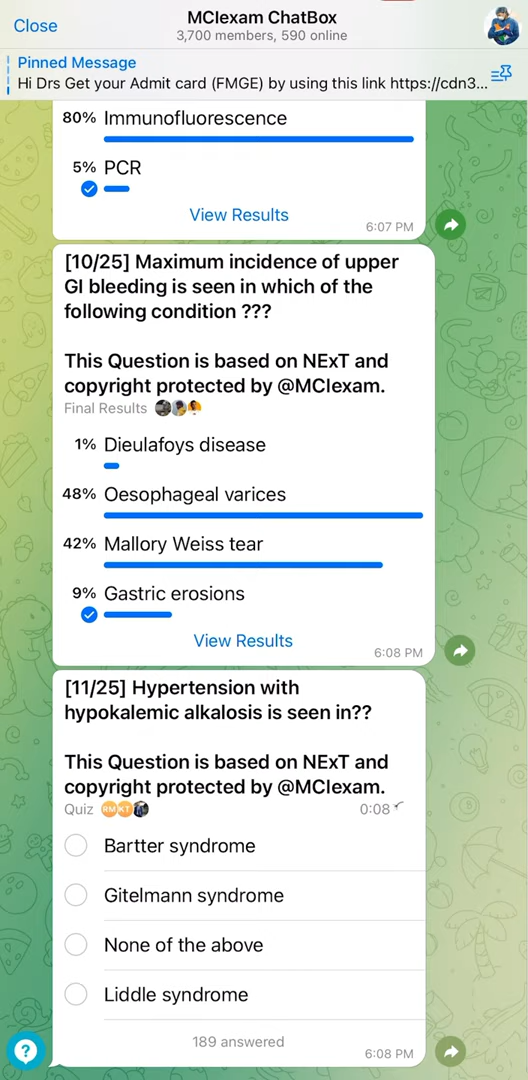 Close
MCIexam ChatBox
3,700 members, 590 online
Pinned Message
Hi Drs Get your Admit card (FMGE) by using this link https://cdn3...
80% Immunofluorescence
5% PCR
View Results
6:07 PM
[10/25] Maximum incidence of upper
GI bleeding is seen in which of the
following condition ???
This Question is based on NExT and
copyright protected by @MCIexam.
Final Results
1% Dieulafoys disease
48% Oesophageal varices
42% Mallory Weiss tear
9% Gastric erosions
View Results
6:08 PM
[11/25] Hypertension with
hypokalemic alkalosis is seen in??
This Question is based on NExT and
copyright protected by @MCIexam.
Quiz RM KT 0:08
Bartter syndrome
Gitelmann syndrome
None of the above
Liddle syndrome
189 answered
6:08 PM
?